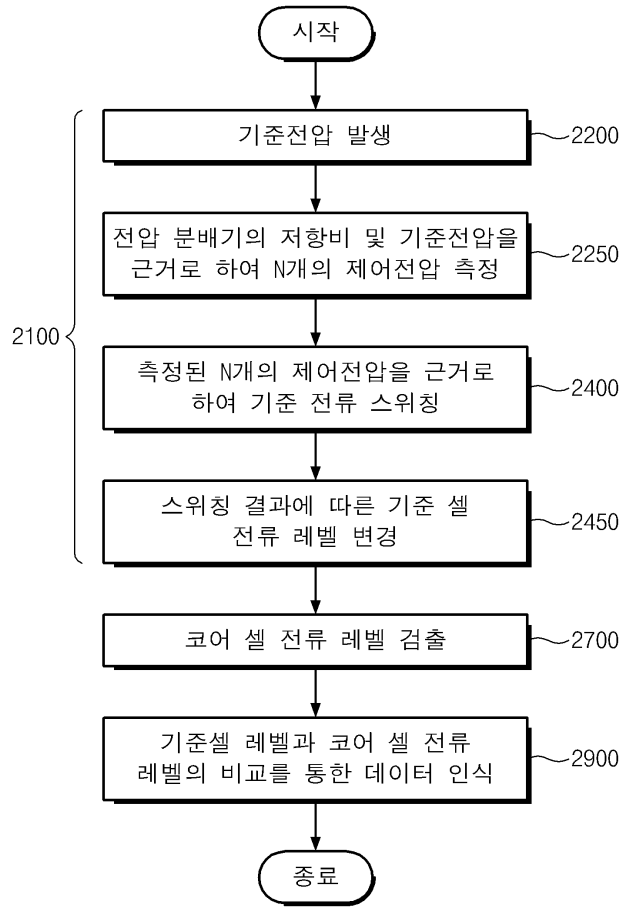 시작
기준전압 발생
2200
전압 분배기의 저항비 및 기준전압을
근거로 하여 N개의 제어전압 측정
2250
2100
측정된 N개의 제어전압을 근거로
하여 기준 전류 스위칭
2400
스위칭 결과에 따른 기준 셀
전류 레벨 변경
2450
코어 셀 전류 레벨 검출
2700
기준셀 레벨과 코어 셀 전류
레벨의 비교를 통한 데이터 인식
2900
종료